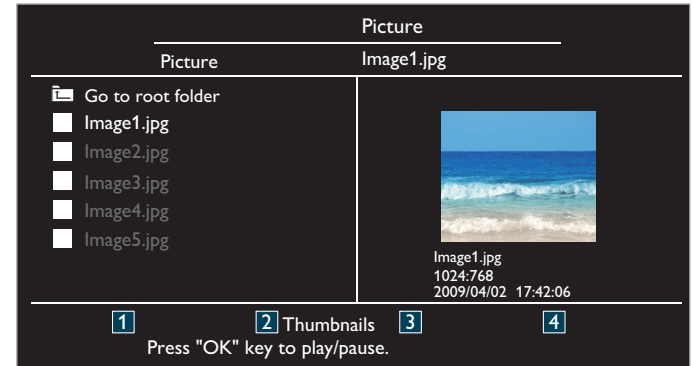 Picture
Picture Image1.jpg
Go to root folder
Image1.jpg
Image2.jpg
Image3.jpg
Image4.jpg
Image5.jpg
Image1.jpg
1024:768
2009/04/02 17:42:06
1 2 Thumbnails 3 4
Press "OK" key to play/pause.